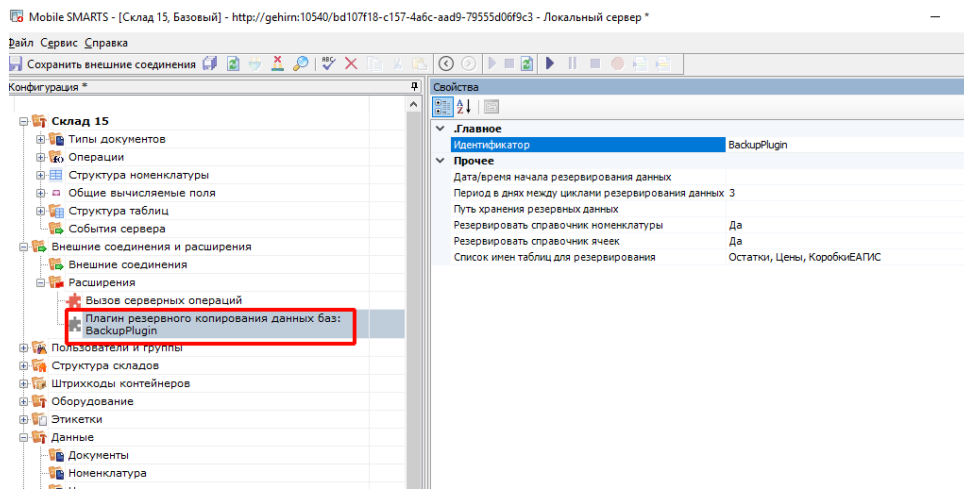 Mobile SMARTS - [Склад 15, Базовый] - http://gehirn:10540/bd107f18-c157-4a6c-aad9-79555d06f9c3 - Локальный сервер *
Файл Сервис Справка
Сохранить внешние соединения
Конфигурация *
Свойства
Склад 15
Типы документов
Операции
Структура номенклатуры
Общие вычисляемые поля
Структура таблиц
События сервера
Внешние соединения и расширения
Внешние соединения
Расширения
Вызов серверных операций
Плагин резервного копирования данных баз:
BackupPlugin
Пользователи и группы
Структура складов
Штрихкоды контейнеров
Оборудование
Этикетки
Данные
Документы
Номенклатура
.Главное
Идентификатор BackupPlugin
Прочее
Дата/время начала резервирования данных
Период в днях между циклами резервирования данных 3
Путь хранения резервных данных
Резервировать справочник номенклатуры Да
Резервировать справочник ячеек Да
Список имен таблиц для резервирования Остатки, Цены, КоробкиЕАГИС